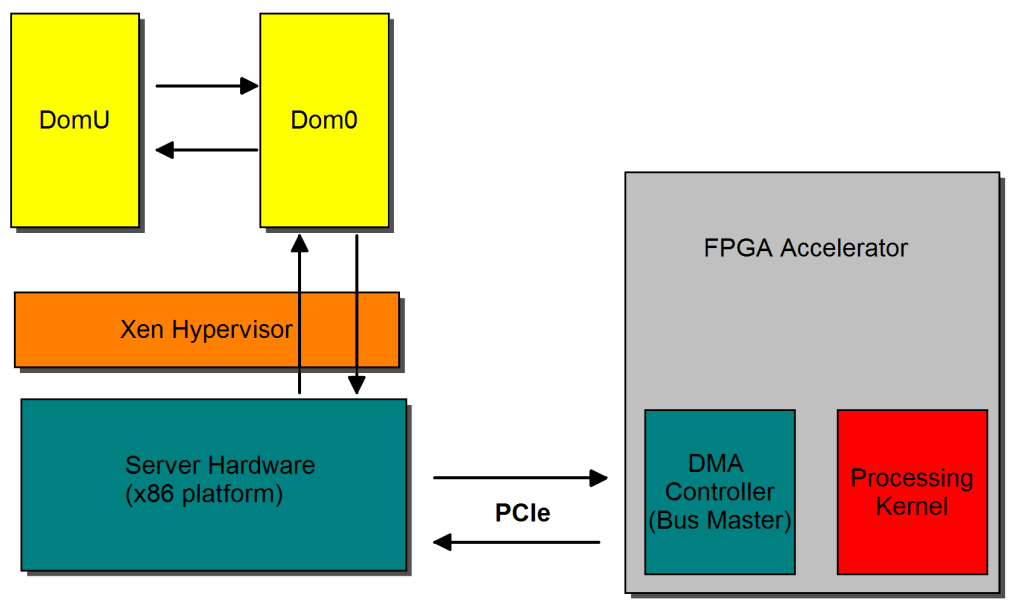 DomU
Dom0
Xen Hypervisor
Server Hardware
(x86 platform)
PCIe
FPGA Accelerator
DMA
Controller
(Bus Master)
Processing
Kernel